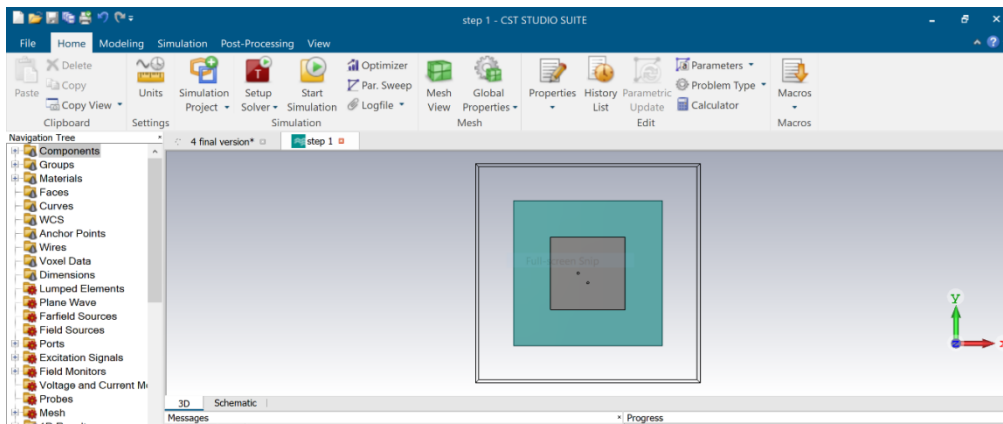 step 1 - CST STUDIO SUITE
File Home Modeling Simulation Post-Processing View
Paste
Delete
Copy
Copy View
Clipboard
Units
Settings
Simulation Project
Setup Solver
Start Simulation
Optimizer
Par. Sweep
Logfile
Simulation
Mesh View
Global Properties
Mesh
Properties
History List
Parametric Update
Parameters
Problem Type
Calculator
Edit
Macros
Macros
Navigation Tree
4 final version* step 1
Components
Groups
Materials
Faces
Curves
WCS
Anchor Points
Wires
Voxel Data
Dimensions
Lumped Elements
Plane Wave
Farfield Sources
Field Sources
Ports
Excitation Signals
Field Monitors
Voltage and Current M
Probes
Mesh
Full-screen Snip
y
x
3D Schematic
Messages Progress